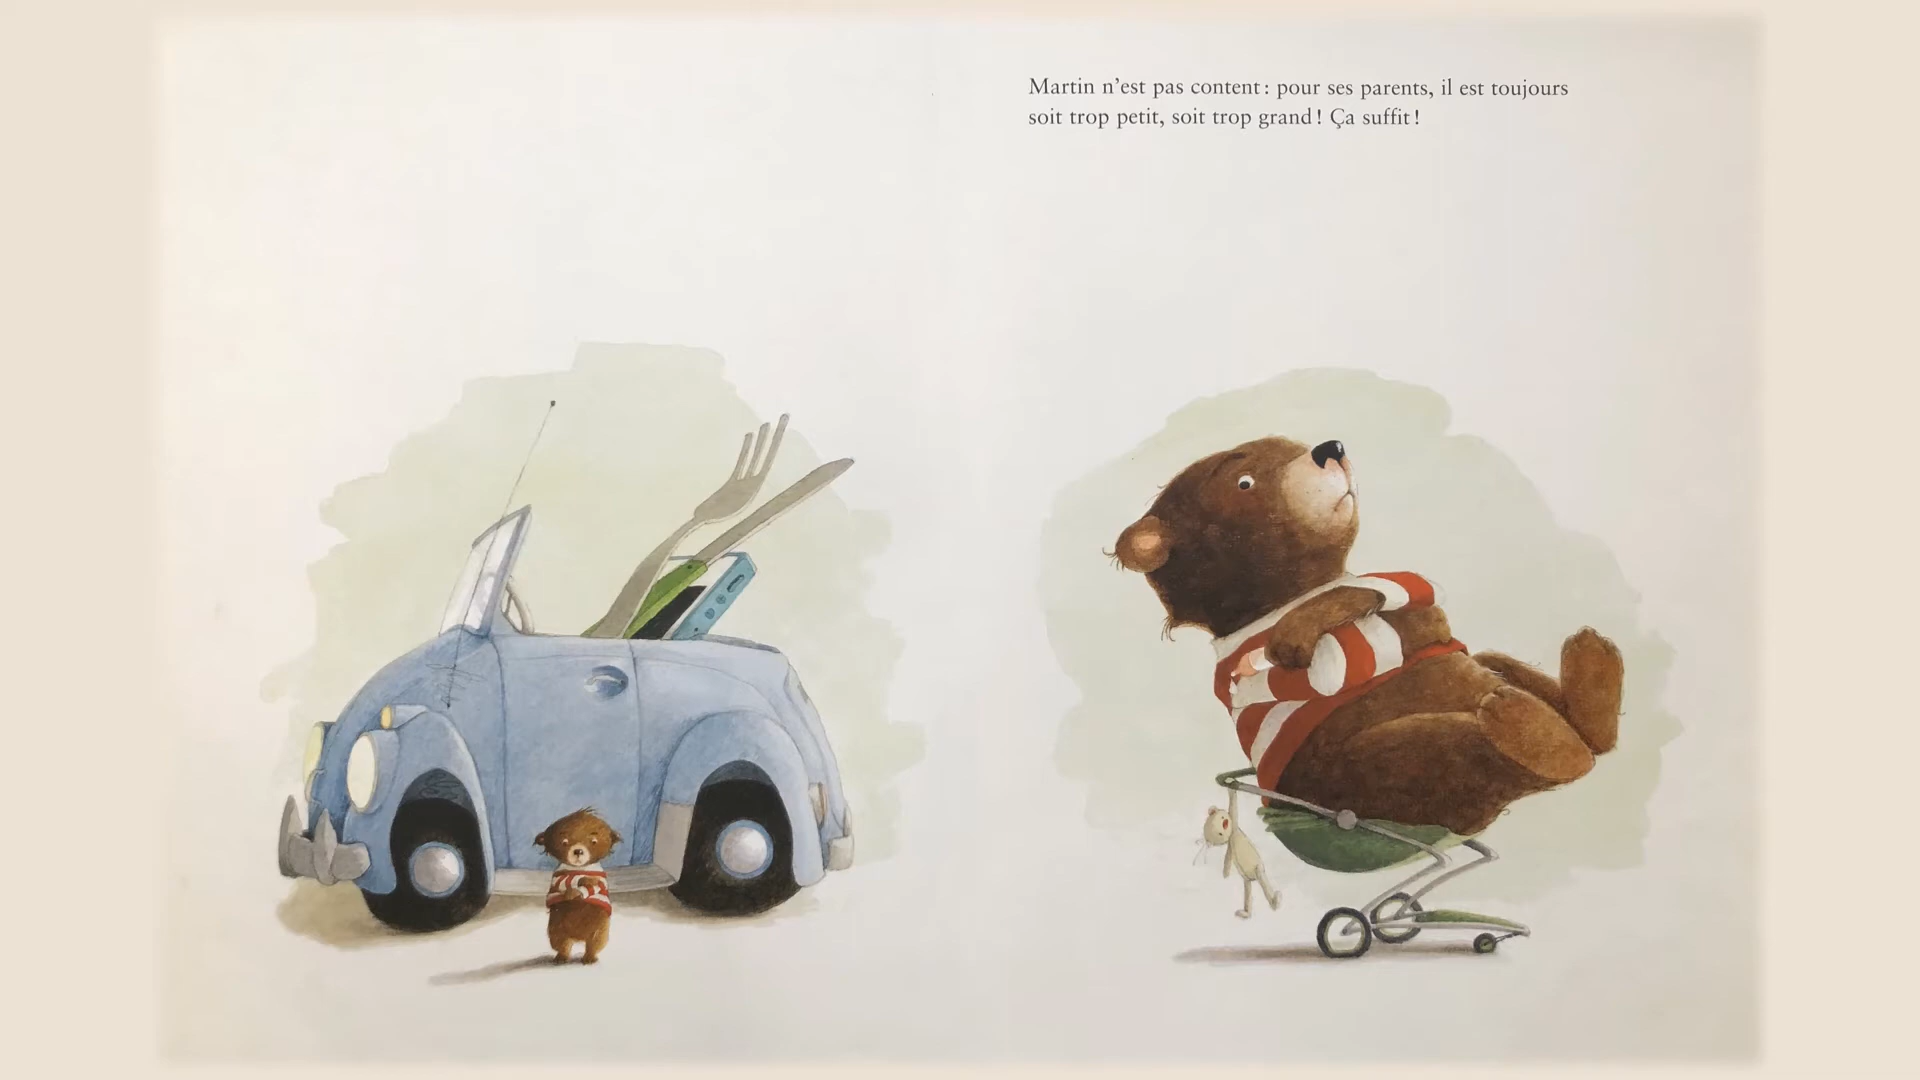 Martin n’est pas content : pour ses parents, il est toujours
soit trop petit, soit trop grand ! Ça suffit !